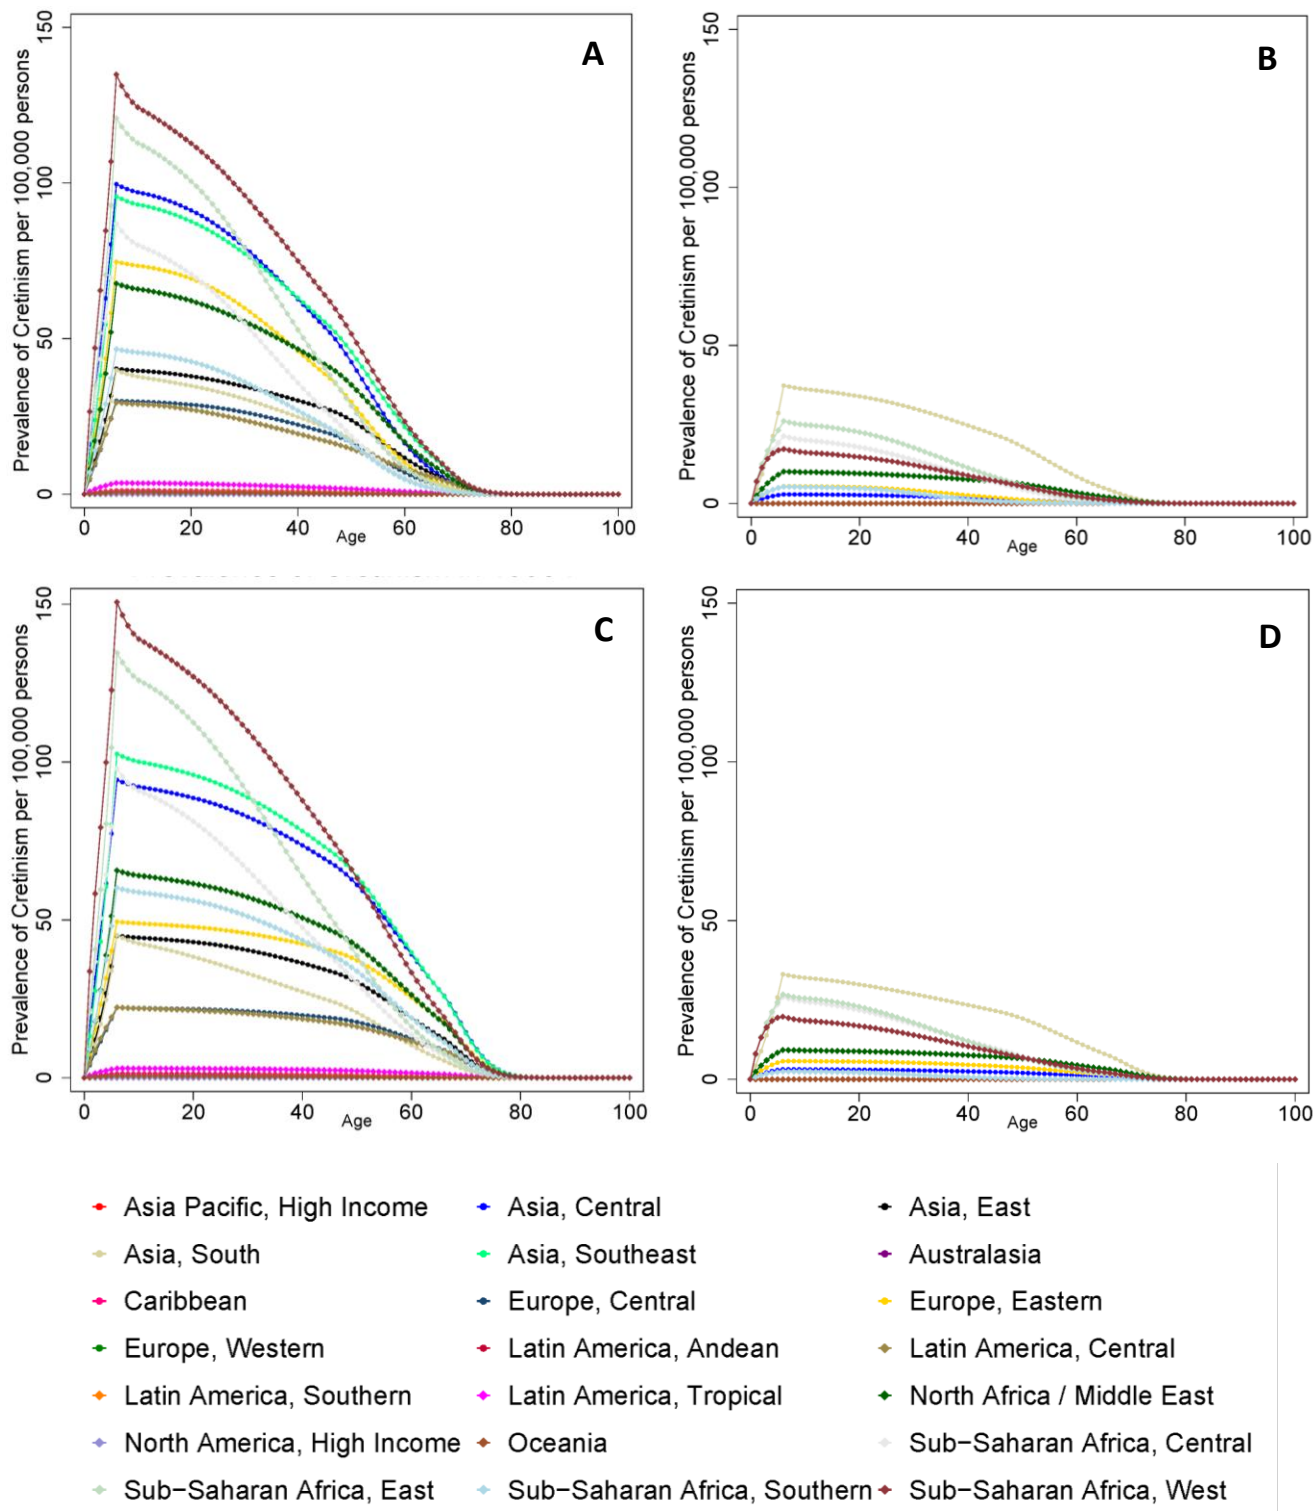 A
B
Prevalence of Cretinism per 100,000 persons
0 50 100 150
0 20 40 60 80 100
Age
Prevalence of Cretinism per 100,000 persons
0 50 100 150
0 20 40 60 80 100
Age
C
D
Prevalence of Cretinism per 100,000 persons
0 50 100 150
0 20 40 60 80 100
Age
Prevalence of Cretinism per 100,000 persons
0 50 100 150
0 20 40 60 80 100
Age
Asia Pacific, High Income Asia, Central Asia, East
Asia, South Asia, Southeast Australasia
Caribbean Europe, Central Europe, Eastern
Europe, Western Latin America, Andean Latin America, Central
Latin America, Southern Latin America, Tropical North Africa / Middle East
North America, High Income Oceania Sub−Saharan Africa, Central
Sub−Saharan Africa, East Sub−Saharan Africa, Southern Sub−Saharan Africa, West